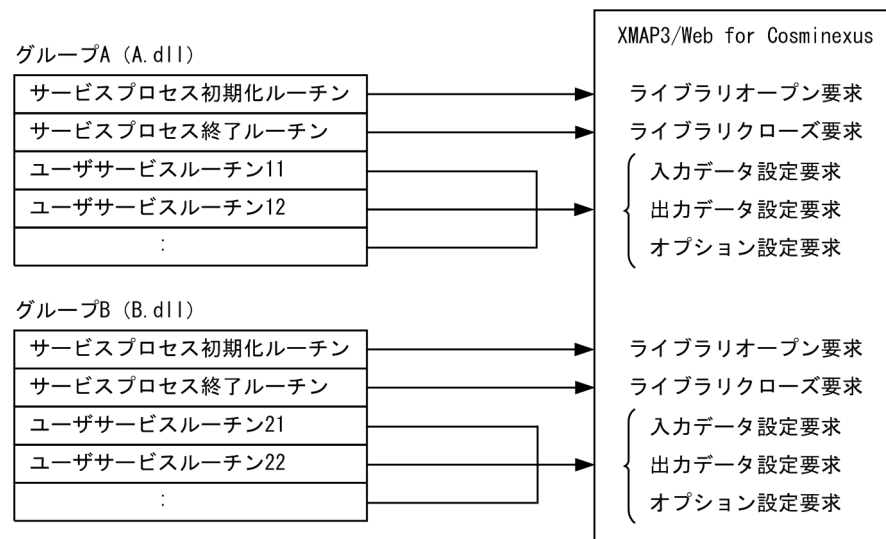 XMAP3/Web for Cosminexus
グループA (A.dll)
サービスプロセス初期化ルーチン
ライブラリオープン要求
サービスプロセス終了ルーチン
ライブラリクローズ要求
ユーザサービスルーチン11
入力データ設定要求
ユーザサービスルーチン12
出力データ設定要求
:
オプション設定要求
グループB (B.dll)
サービスプロセス初期化ルーチン
ライブラリオープン要求
サービスプロセス終了ルーチン
ライブラリクローズ要求
ユーザサービスルーチン21
入力データ設定要求
ユーザサービスルーチン22
出力データ設定要求
:
オプション設定要求